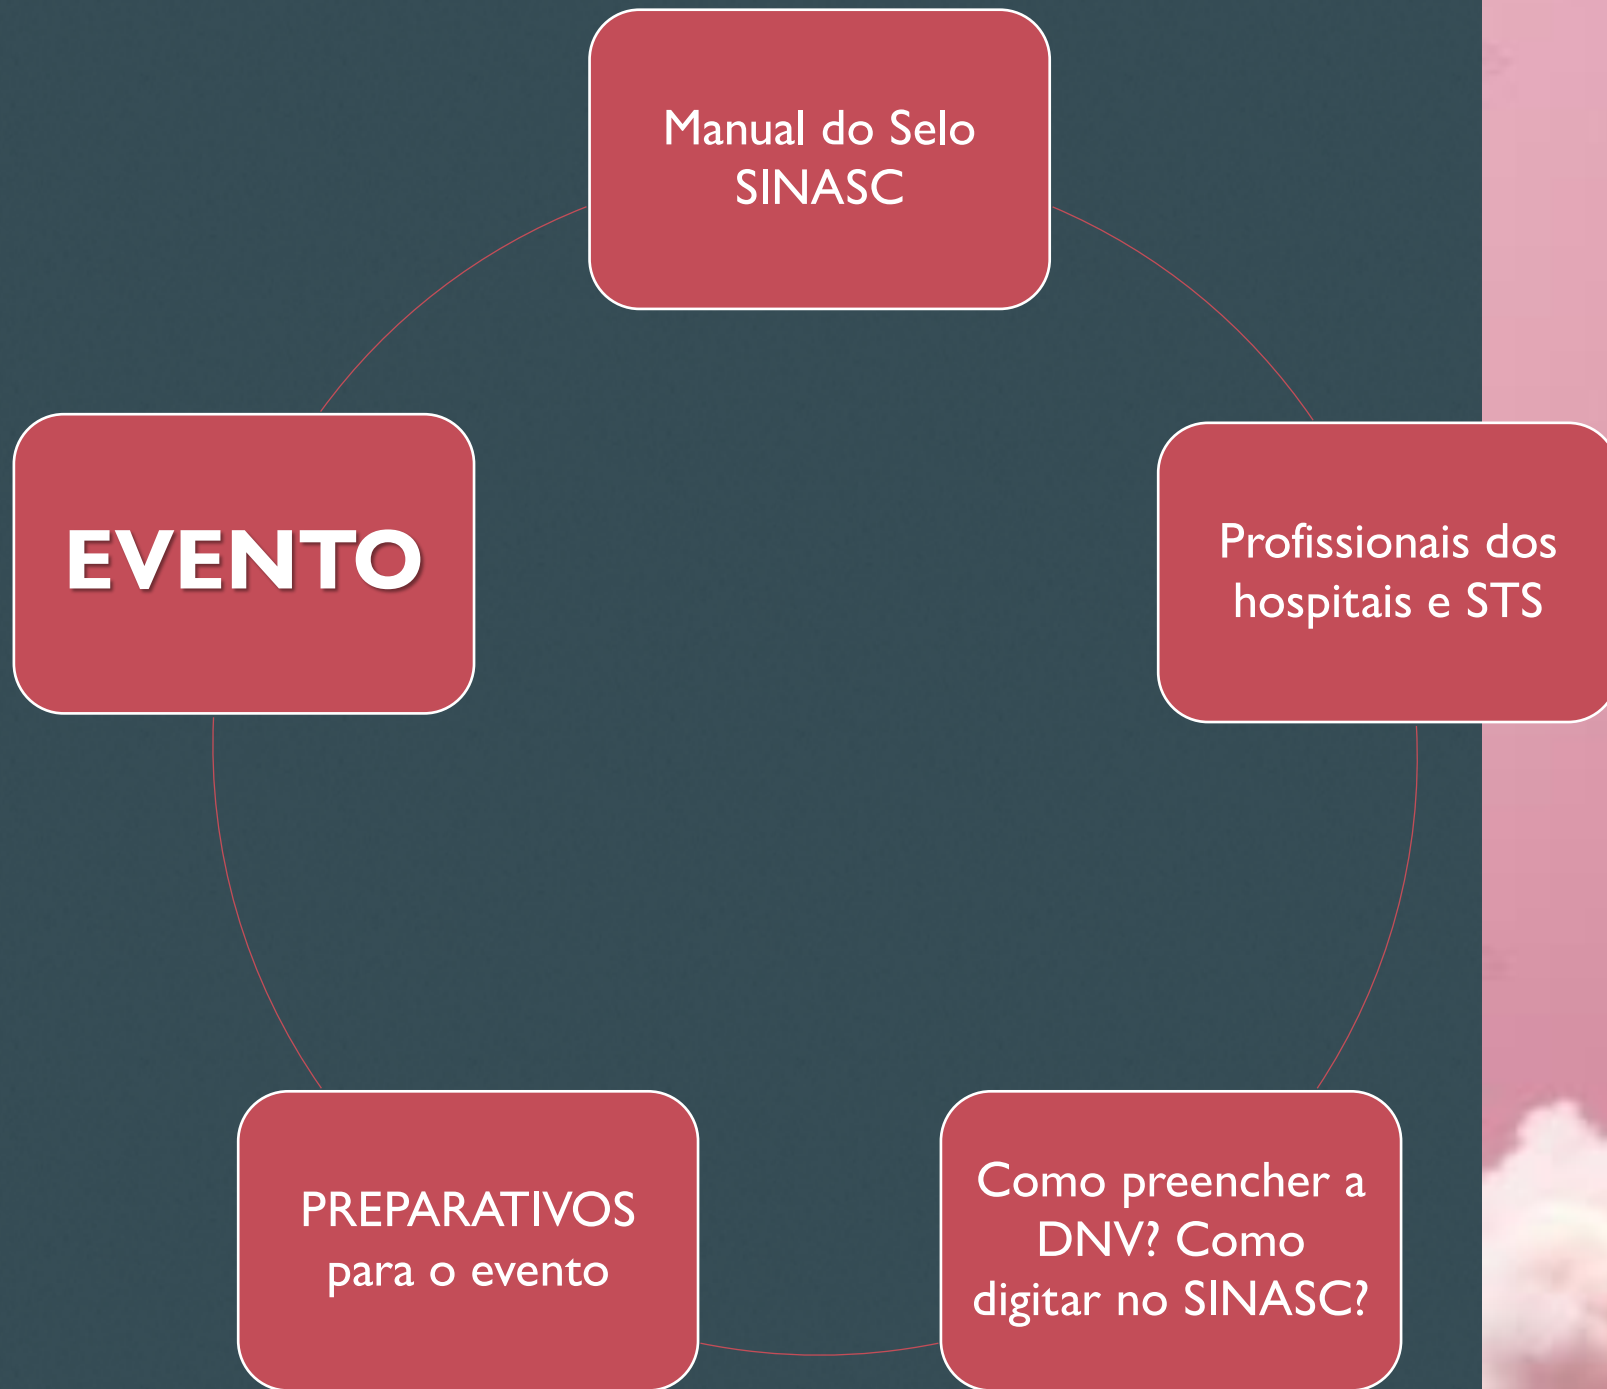 Manual do Selo
SINASC
Profissionais dos
hospitais e STS
Como preencher a
DNV? Como
digitar no SINASC?
PREPARATIVOS
para o evento
EVENTO